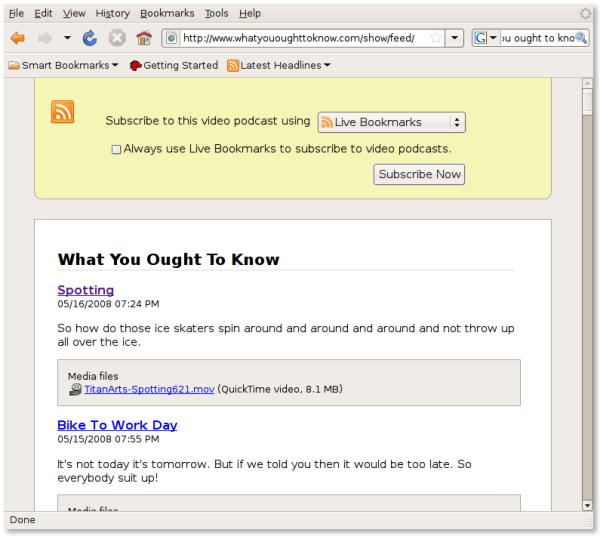 File Edit View History Bookmarks Tools Help
http://www.whatyououghttoknow.com/show/feed/ ou ought to kno
Smart Bookmarks Getting Started Latest Headlines
Subscribe to this video podcast using Live Bookmarks
Always use Live Bookmarks to subscribe to video podcasts.
Subscribe Now
What You Ought To Know
Spotting
05/16/2008 07:24 PM
So how do those ice skaters spin around and around and around and not throw up
all over the ice.
Media files
TitanArts-Spotting621.mov (QuickTime video, 8.1 MB)
Bike To Work Day
05/15/2008 07:55 PM
It's not today it's tomorrow. But if we told you then it would be too late. So
everybody suit up!
Media files
Done